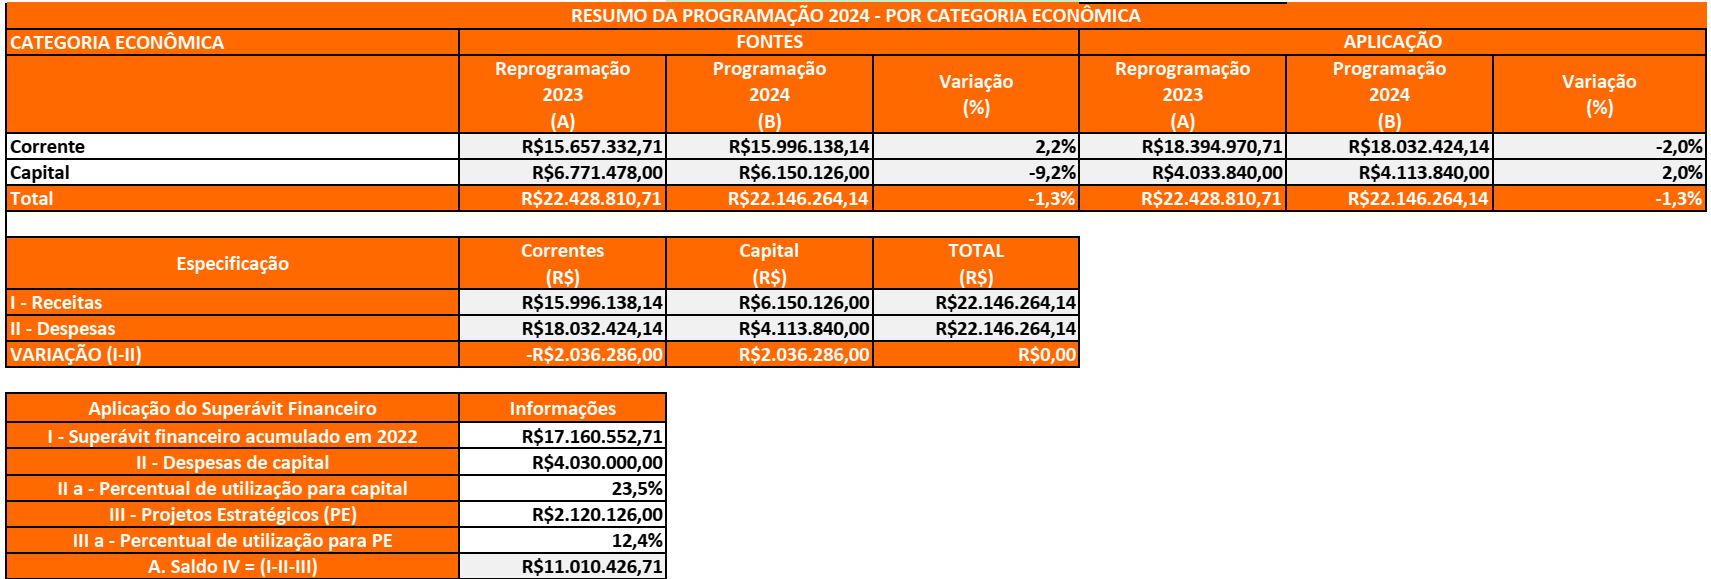 RESUMO DA PROGRAMAÇÃO 2024 - POR CATEGORIA ECONÔMICA
CATEGORIA ECONÔMICA FONTES APLICAÇÃO
Reprogramação 2023 (A) Programação 2024 (B) Variação (%) Reprogramação 2023 (A) Programação 2024 (B) Variação (%)
Corrente R$15.657.332,71 R$15.996.138,14 2,2% R$18.394.970,71 R$18.032.424,14 -2,0%
Capital R$6.771.478,00 R$6.150.126,00 -9,2% R$4.033.840,00 R$4.113.840,00 2,0%
Total R$22.428.810,71 R$22.146.264,14 -1,3% R$22.428.810,71 R$22.146.264,14 -1,3%
Especificação Correntes (R$) Capital (R$) TOTAL (R$)
I - Receitas R$15.996.138,14 R$6.150.126,00 R$22.146.264,14
II - Despesas R$18.032.424,14 R$4.113.840,00 R$22.146.264,14
VARIAÇÃO (I-II) -R$2.036.286,00 R$2.036.286,00 R$0,00
Aplicação do Superávit Financeiro Informações
I - Superávit financeiro acumulado em 2022 R$17.160.552,71
II - Despesas de capital R$4.030.000,00
II a - Percentual de utilização para capital 23,5%
III - Projetos Estratégicos (PE) R$2.120.126,00
III a - Percentual de utilização para PE 12,4%
A. Saldo IV = (I-II-III) R$11.010.426,71